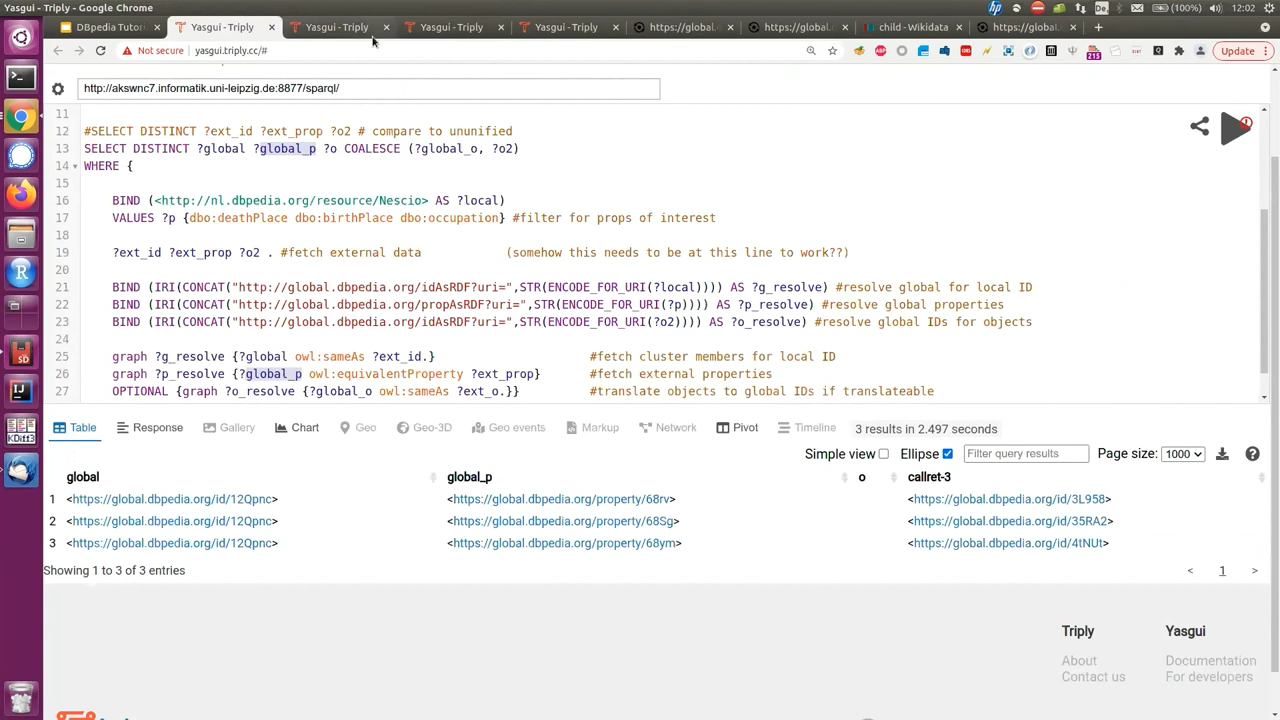 Yasgui - Triply - Google Chrome
(100%) 12:02
DBpedia Tutori
Yasgui - Triply
Yasgui - Triply
Yasgui - Triply
Yasgui - Triply
https://global.
https://global.
child - Wikidata
https://global.
Not secure yasgui.triply.cc/#
215
Update
http://akswnc7.informatik.uni-leipzig.de:8877/sparql/
11
12 #SELECT DISTINCT ?ext_id ?ext_prop ?o2 # compare to ununified
13 SELECT DISTINCT ?global ?global_p ?o COALESCE (?global_o, ?o2)
14 WHERE {
15
16 BIND (<http://nl.dbpedia.org/resource/Nescio> AS ?local)
17 VALUES ?p {dbo:deathPlace dbo:birthPlace dbo:occupation} #filter for props of interest
18
19 ?ext_id ?ext_prop ?o2 . #fetch external data (somehow this needs to be at this line to work??)
20
21 BIND (IRI(CONCAT("http://global.dbpedia.org/idAsRDF?uri=",STR(ENCODE_FOR_URI(?local)))) AS ?g_resolve) #resolve global for local ID
22 BIND (IRI(CONCAT("http://global.dbpedia.org/propAsRDF?uri=",STR(ENCODE_FOR_URI(?p)))) AS ?p_resolve) #resolve global properties
23 BIND (IRI(CONCAT("http://global.dbpedia.org/idAsRDF?uri=",STR(ENCODE_FOR_URI(?o2)))) AS ?o_resolve) #resolve global IDs for objects
24
25 graph ?g_resolve {?global owl:sameAs ?ext_id.} #fetch cluster members for local ID
26 graph ?p_resolve {?global_p owl:equivalentProperty ?ext_prop} #fetch external properties
27 OPTIONAL {graph ?o_resolve {?global_o owl:sameAs ?ext_o.}} #translate objects to global IDs if translateable
Table Response Gallery Chart Geo Geo-3D Geo events Markup Network Pivot Timeline 3 results in 2.497 seconds
Simple view Ellipse Filter query results Page size: 1000
global global_p o callret-3
1 <https://global.dbpedia.org/id/12Qpnc> <https://global.dbpedia.org/property/68rv> <https://global.dbpedia.org/id/3L958>
2 <https://global.dbpedia.org/id/12Qpnc> <https://global.dbpedia.org/property/68Sg> <https://global.dbpedia.org/id/35RA2>
3 <https://global.dbpedia.org/id/12Qpnc> <https://global.dbpedia.org/property/68ym> <https://global.dbpedia.org/id/4tNUt>
Showing 1 to 3 of 3 entries < 1 >
Triply Yasgui
About Documentation
Contact us For developers